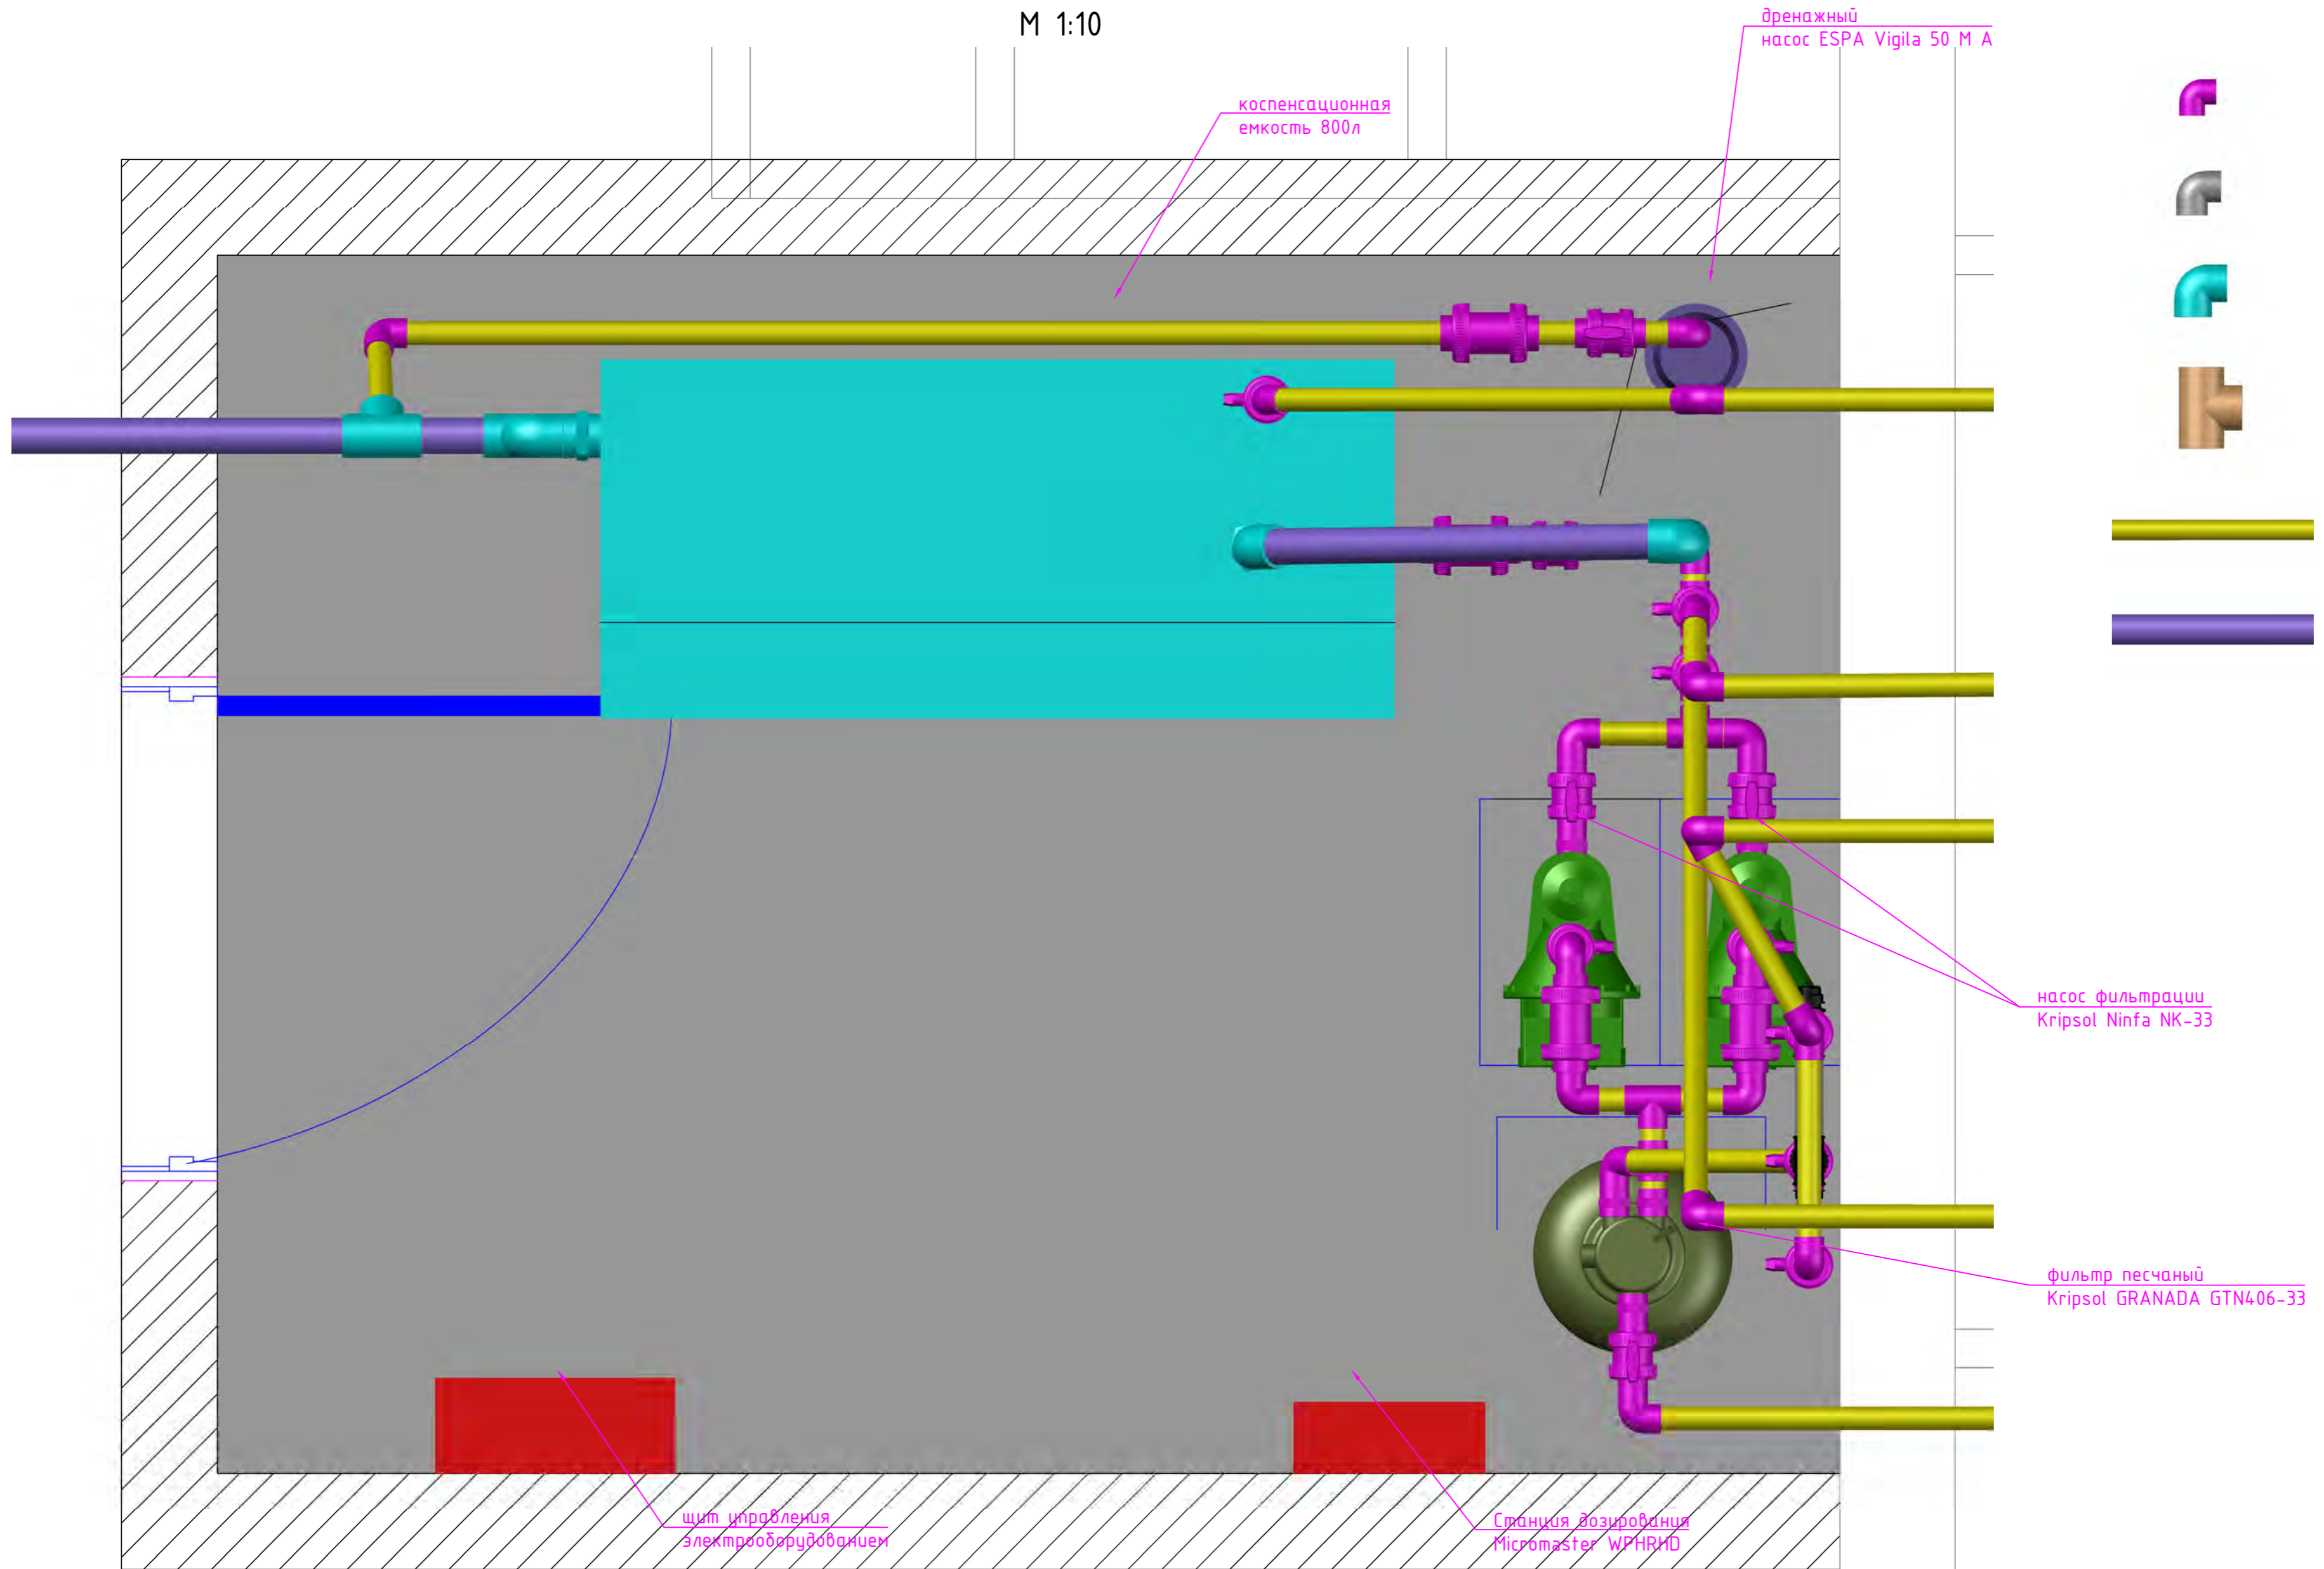 М 1:10
дренажный
насос ESPA Vigila 50 M A
коспенсационная
емкость 800л
насос фильтрации
Kripsol Ninfa NK-33
фильтр песчаный
Kripsol GRANADA GTN406-33
щит управления
электрооборудованием
Станция дозирования
Micromaster WPHRHD